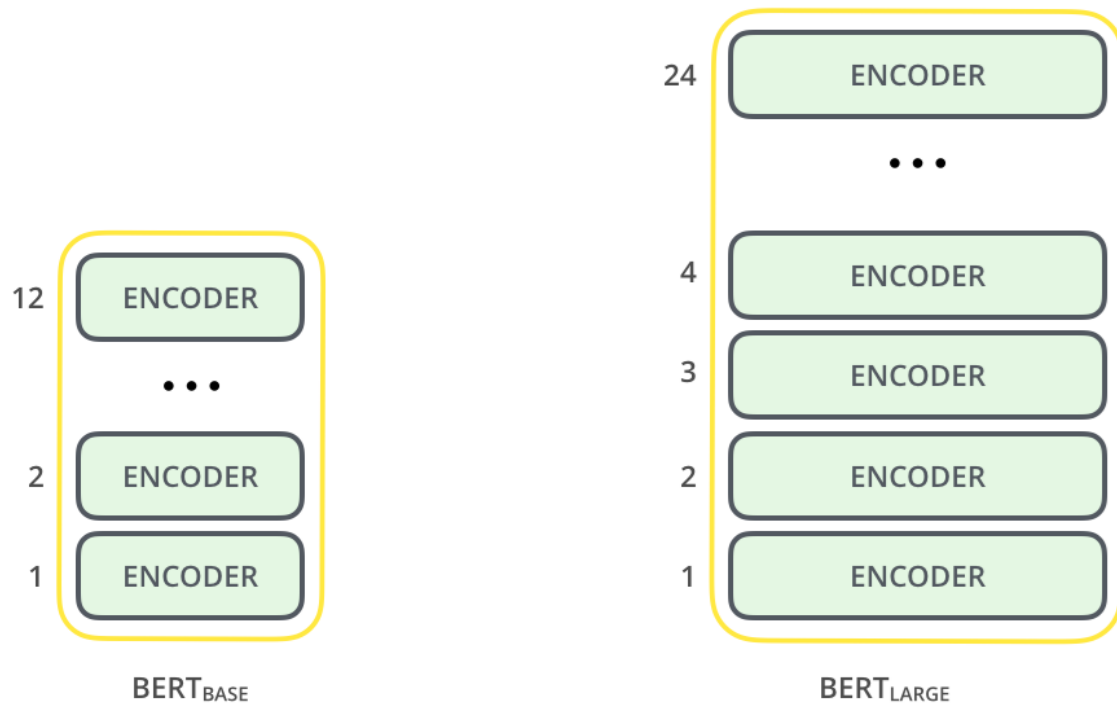 12 ENCODER
2 ENCODER
1 ENCODER
BERTBASE
24 ENCODER
4 ENCODER
3 ENCODER
2 ENCODER
1 ENCODER
BERTLARGE